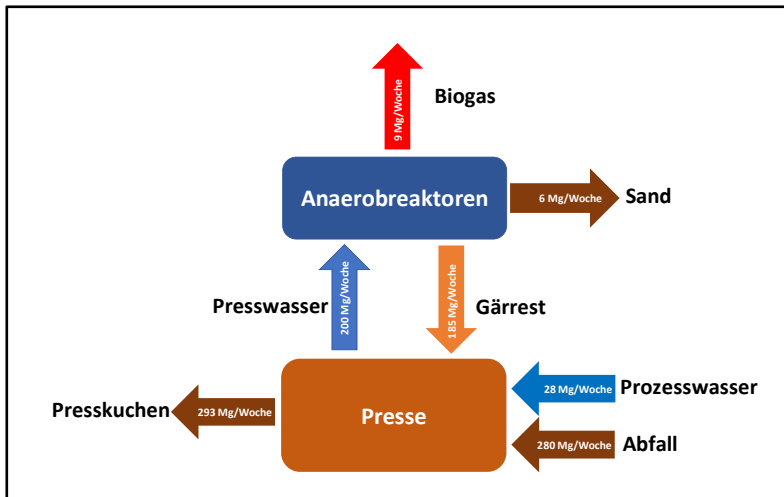 Biogas
9 Mg/Woche
Anaerobreaktoren
6 Mg/Woche
Sand
Presswasser
200 Mg/Woche
185 Mg/Woche
Gärrest
Presskuchen
293 Mg/Woche
Presse
28 Mg/Woche
Prozesswasser
280 Mg/Woche
Abfall